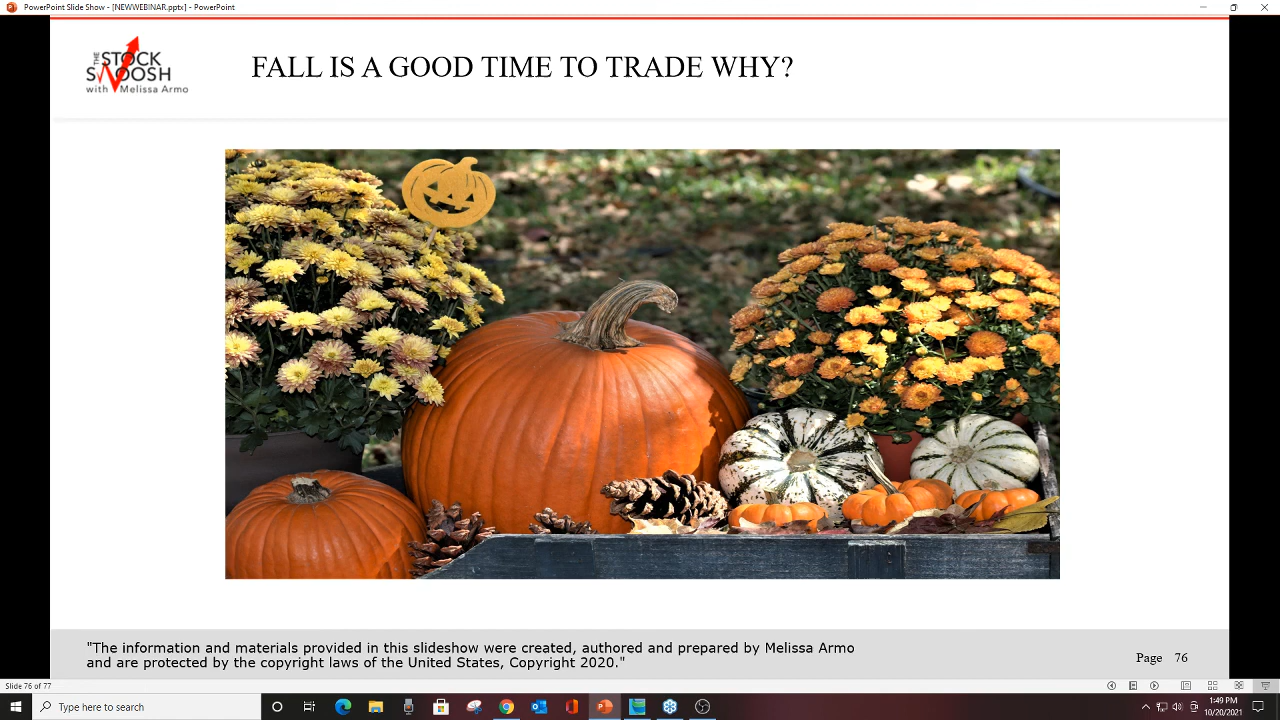 PowerPoint Slide Show - [NEWWEBINAR.pptx] - PowerPoint
THE STOCK
SWOOSH
with Melissa Armo
FALL IS A GOOD TIME TO TRADE WHY?
"The information and materials provided in this slideshow were created, authored and prepared by Melissa Armo
and are protected by the copyright laws of the United States, Copyright 2020."
Page 76
Slide 76 of 77
Type here to search
1:49 PM
10/20/2021